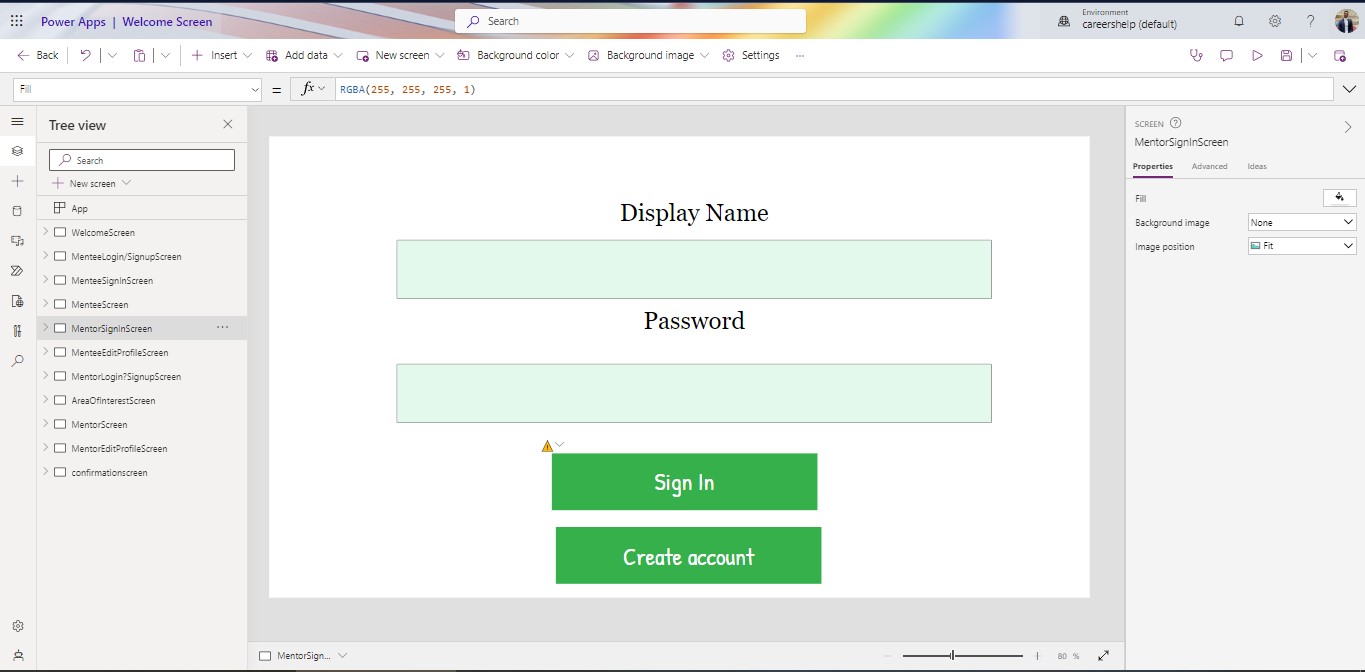 Power Apps | Welcome Screen
Search
Environment
careershelp (default)
Back
Insert
Add data
New screen
Background color
Background image
Settings
Fill
=
fx
RGBA(255, 255, 255, 1)
Tree view
Search
New screen
App
WelcomeScreen
MenteeLogin/SignupScreen
MenteeSignInScreen
MenteeScreen
MentorSignInScreen
MenteeEditProfileScreen
MentorLogin?SignupScreen
AreaOfInterestScreen
MentorScreen
MentorEditProfileScreen
confirmationscreen
Display Name
Password
Sign In
Create account
MentorSign...
80 %
SCREEN
MentorSignInScreen
Properties
Advanced
Ideas
Fill
Background image
None
Image position
Fit